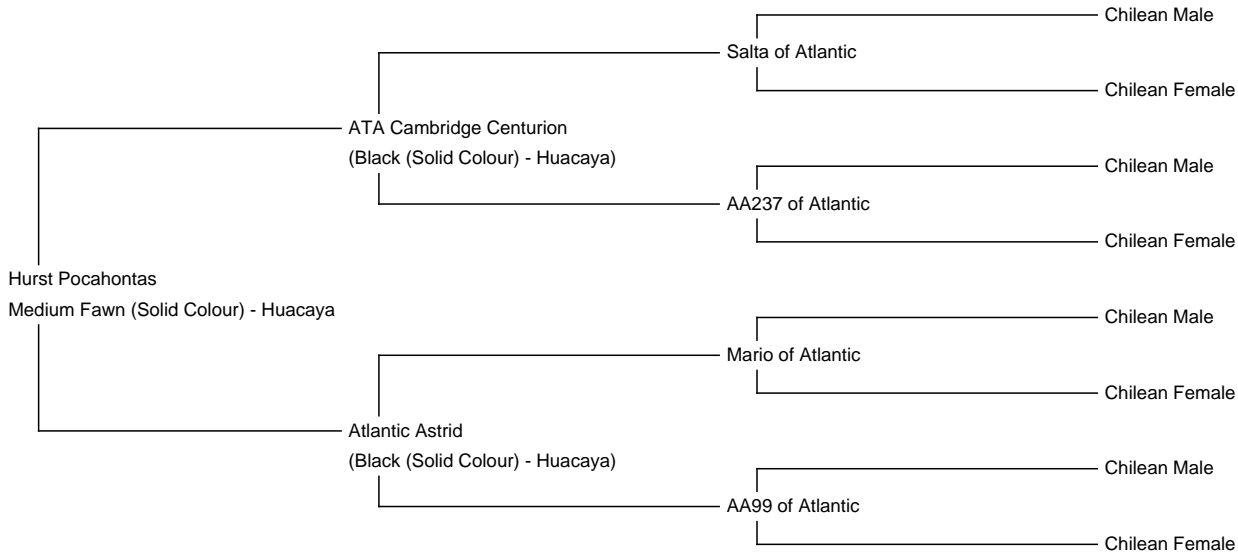 Chilean Male
Salta of Atlantic
Chilean Female
ATA Cambridge Centurion
(Black (Solid Colour) - Huacaya)
Chilean Male
AA237 of Atlantic
Chilean Female
Hurst Pocahontas
Medium Fawn (Solid Colour) - Huacaya
Chilean Male
Mario of Atlantic
Chilean Female
Atlantic Astrid
(Black (Solid Colour) - Huacaya)
Chilean Male
AA99 of Atlantic
Chilean Female